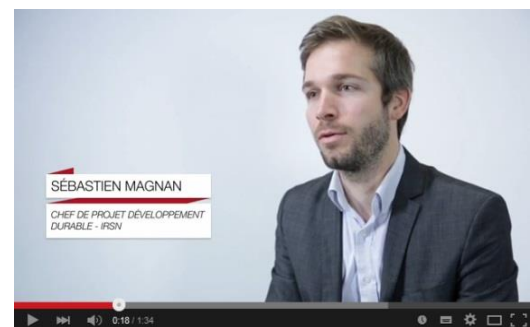 SÉBASTIEN MAGNAN
CHEF DE PROJET DÉVELOPPEMENT
DURABLE - IRSN
0:18 / 1:34